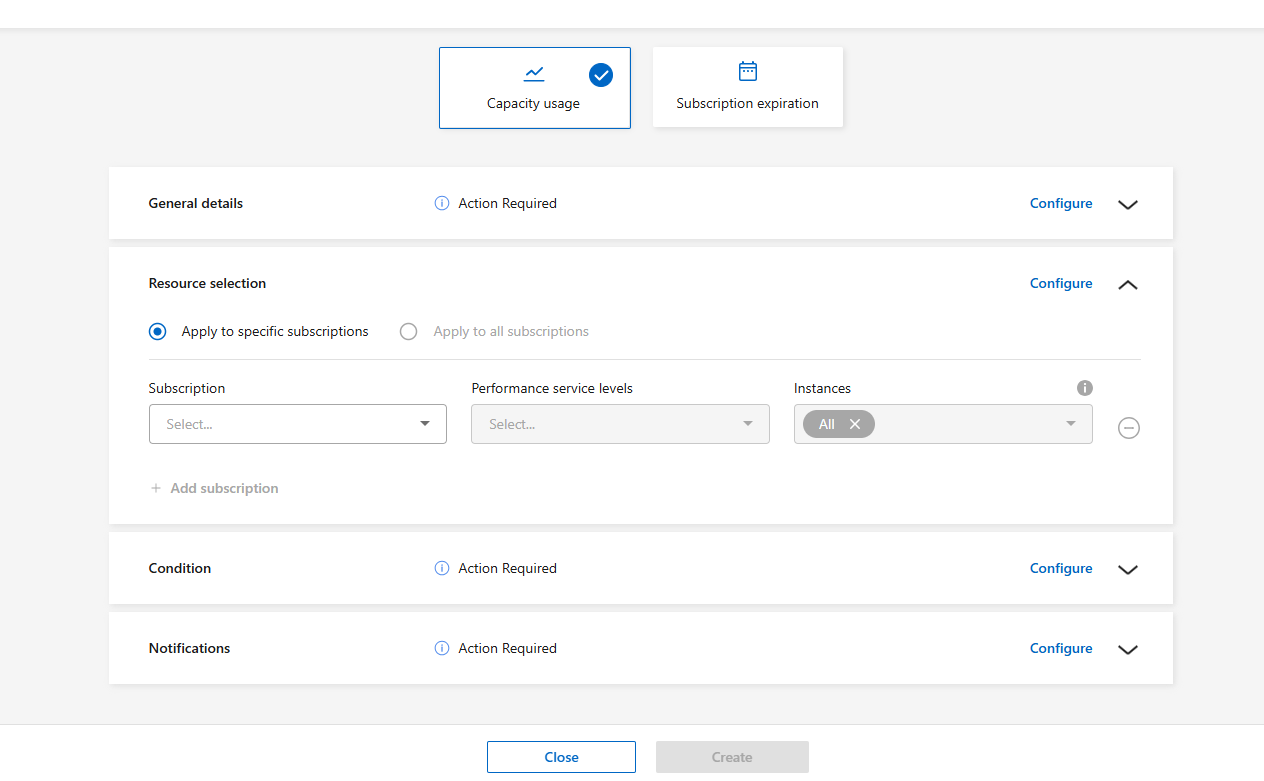 Capacity usage
Subscription expiration
General details
Action Required
Configure
Resource selection
Configure
Apply to specific subscriptions
Apply to all subscriptions
Subscription
Performance service levels
Instances
Select...
Select...
All
+ Add subscription
Condition
Action Required
Configure
Notifications
Action Required
Configure
Close
Create